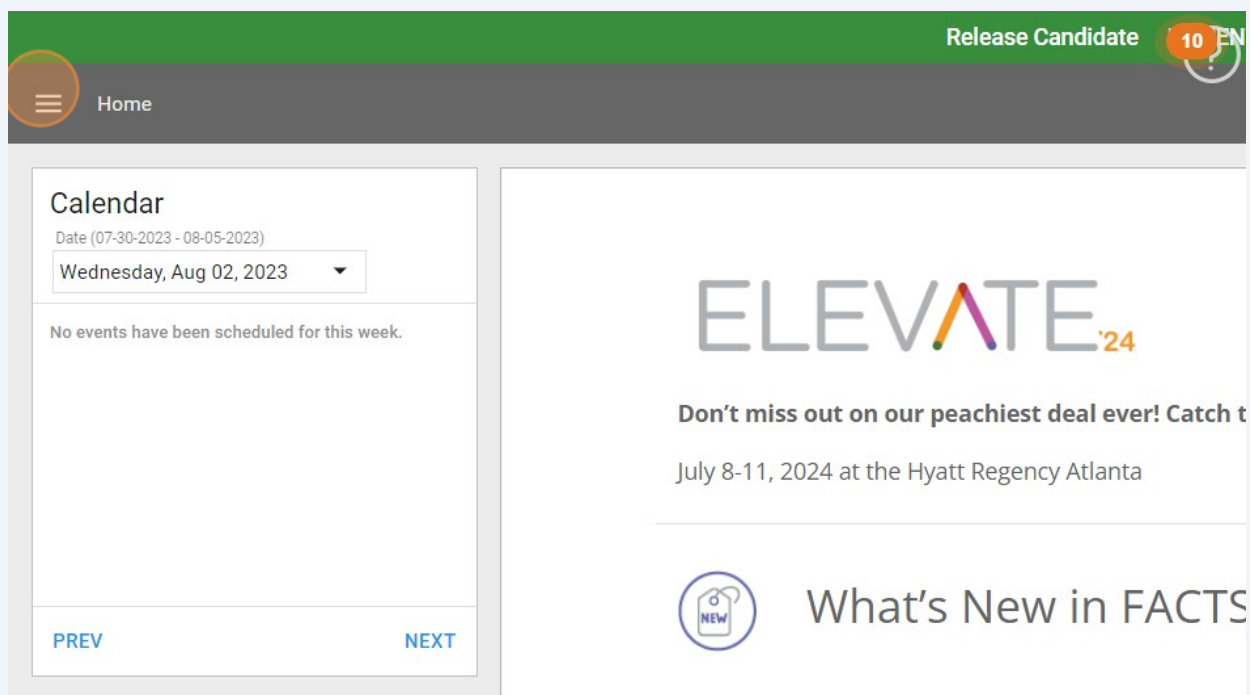 Release Candidate
10
EN
?
Home
Calendar
Date (07-30-2023 - 08-05-2023)
Wednesday, Aug 02, 2023
No events have been scheduled for this week.
PREV NEXT
ELEVATE '24
Don't miss out on our peachiest deal ever! Catch t
July 8-11, 2024 at the Hyatt Regency Atlanta
NEW
What's New in FACTS